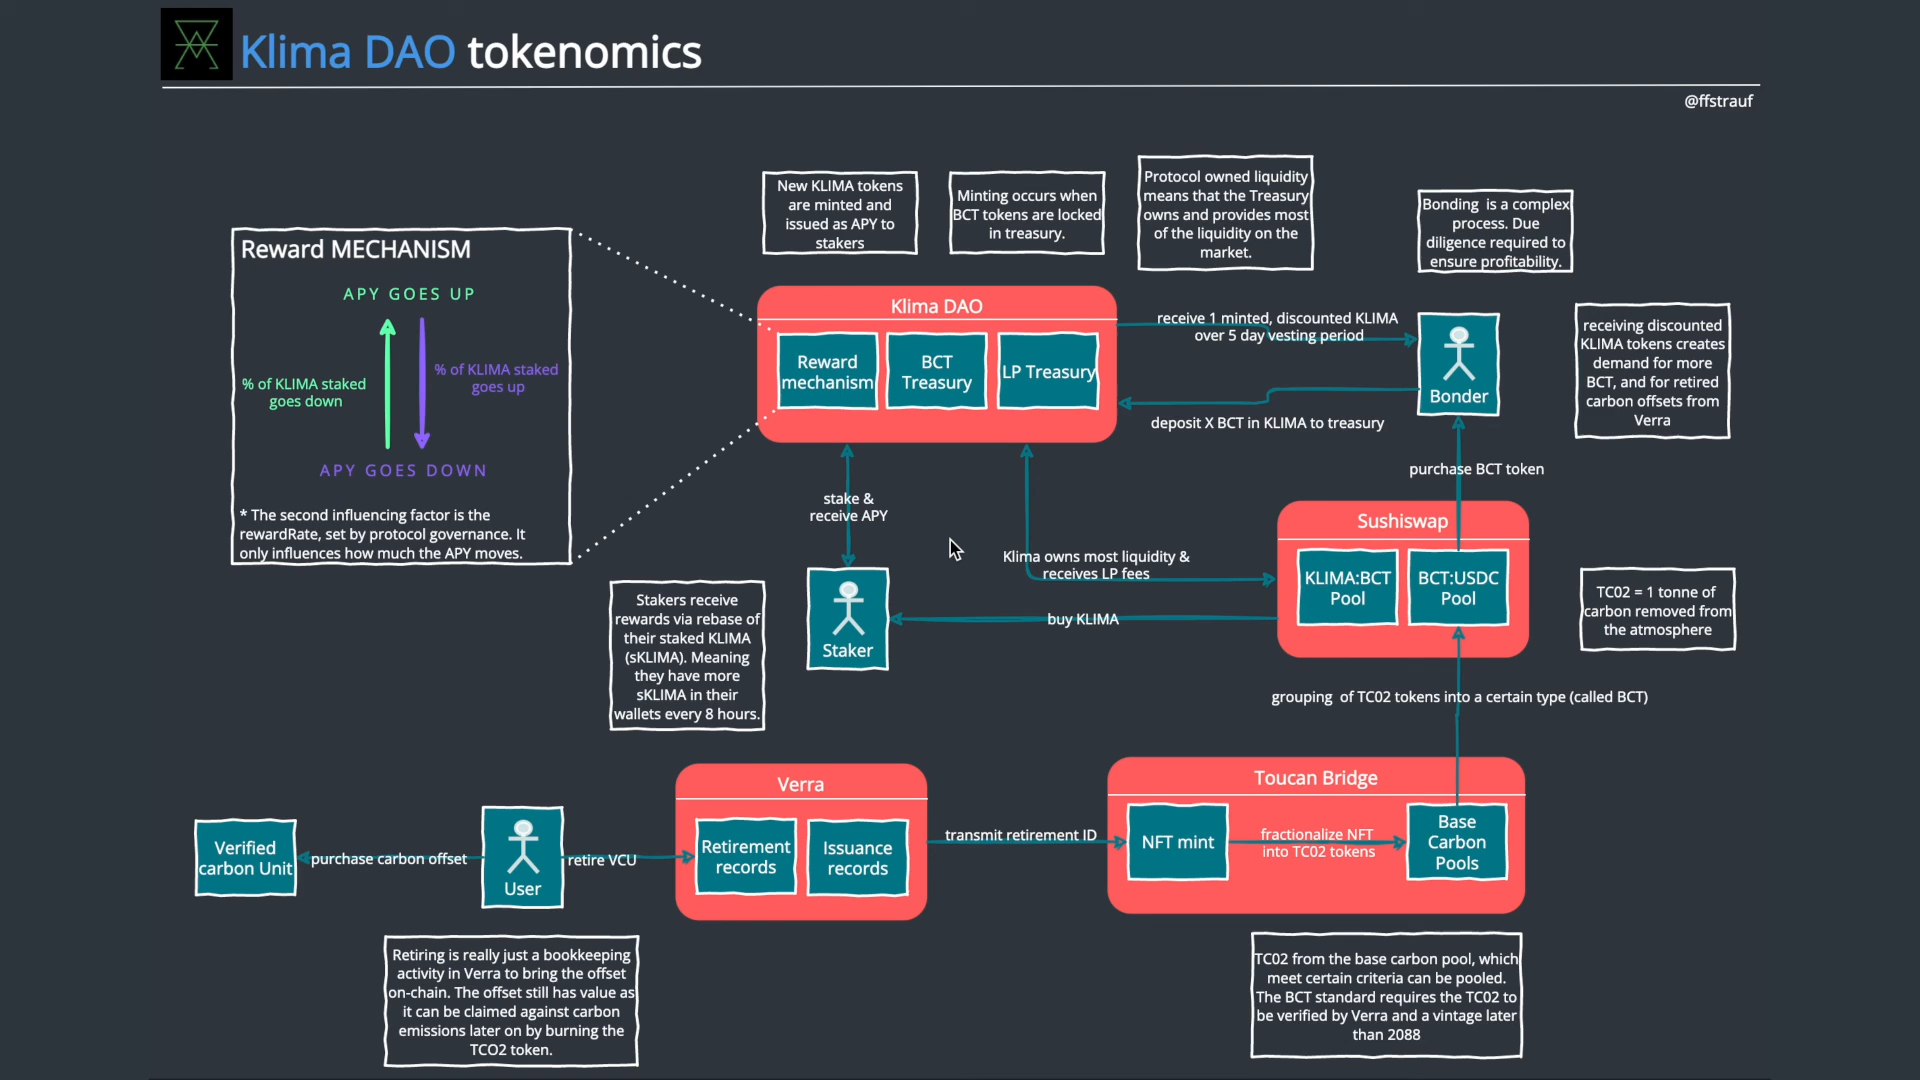 Klima DAO tokenomics
@ffstrauf
New KLIMA tokens
are minted and
issued as APY to
stakers
Minting occurs when
BCT tokens are locked
in treasury.
Protocol owned liquidity
means that the Treasury
owns and provides most
of the liquidity on the
market.
Bonding is a complex
process. Due
diligence required to
ensure profitability.
Reward MECHANISM
APY GOES UP
% of KLIMA staked
goes down
% of KLIMA staked
goes up
APY GOES DOWN
* The second influencing factor is the
rewardRate, set by protocol governance. It
only influences how much the APY moves.
Klima DAO
Reward
mechanism
BCT
Treasury
LP Treasury
receive 1 minted, discounted KLIMA
over 5 day vesting period
deposit X BCT in KLIMA to treasury
Bonder
receiving discounted
KLIMA tokens creates
demand for more
BCT, and for retired
carbon offsets from
Verra
purchase BCT token
stake &
receive APY
Klima owns most liquidity &
receives LP fees
Sushiswap
KLIMA:BCT
Pool
BCT:USDC
Pool
TC02 = 1 tonne of
carbon removed from
the atmosphere
Stakers receive
rewards via rebase of
their staked KLIMA
(sKLIMA). Meaning
they have more
sKLIMA in their
wallets every 8 hours.
Staker
buy KLIMA
grouping of TC02 tokens into a certain type (called BCT)
Verified
carbon Unit
purchase carbon offset
User
retire VCU
Verra
Retirement
records
Issuance
records
transmit retirement ID
Toucan Bridge
NFT mint
fractionalize NFT
into TC02 tokens
Base
Carbon
Pools
Retiring is really just a bookkeeping
activity in Verra to bring the offset
on-chain. The offset still has value as
it can be claimed against carbon
emissions later on by burning the
TCO2 token.
TC02 from the base carbon pool, which
meet certain criteria can be pooled.
The BCT standard requires the TC02 to
be verified by Verra and a vintage later
than 2088